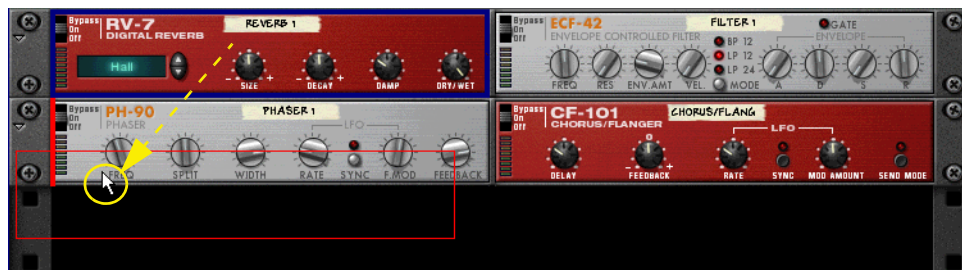 Bypass On Off RV-7 DIGITAL REVERB REVERB 1
Hall
SIZE DECAY DAMP DRY/WET
Bypass On Off ECF-42 ENVELOPE CONTROLLED FILTER FILTER 1 GATE
BP 12 ENVELOPE
LP 12
LP 24
FREQ RES ENV.AMT VEL. MODE A D S R
Bypass On Off PH-90 PHASER PHASER 1
LFO
FREQ SPLIT WIDTH RATE SYNC F.MOD FEEDBACK
Bypass On Off CF-101 CHORUS/FLANGER CHORUS/FLANG
LFO
DELAY FEEDBACK RATE SYNC MOD AMOUNT SEND MODE